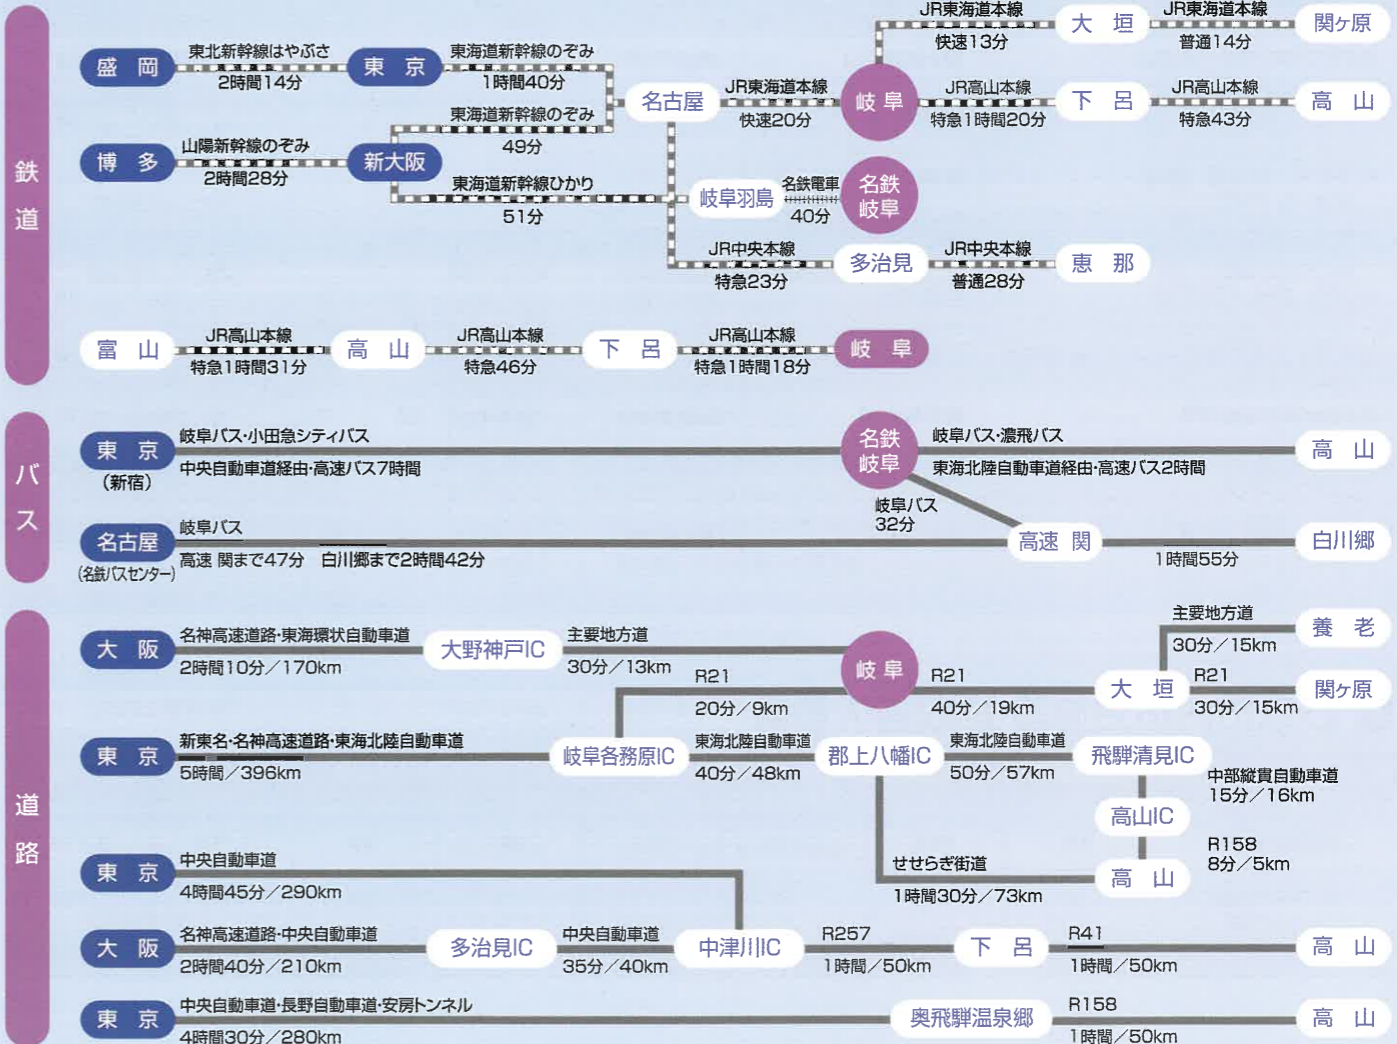 鉄道
JR東海道本線
快速13分
大垣
JR東海道本線
普通14分
関ヶ原
盛岡
東北新幹線はやぶさ
2時間14分
東京
東海道新幹線のぞみ
1時間40分
名古屋
JR東海道本線
快速20分
岐阜
JR高山本線
特急1時間20分
下呂
JR高山本線
特急43分
高山
東海道新幹線のぞみ
49分
博多
山陽新幹線のぞみ
2時間28分
新大阪
東海道新幹線ひかり
51分
岐阜羽島
名鉄電車
40分
名鉄
岐阜
JR中央本線
特急23分
多治見
JR中央本線
普通28分
恵那
富山
JR高山本線
特急1時間31分
高山
JR高山本線
特急46分
下呂
JR高山本線
特急1時間18分
岐阜
バス
東京
(新宿)
岐阜バス・小田急シティバス
中央自動車道経由・高速バス7時間
名鉄
岐阜
岐阜バス・濃飛バス
東海北陸自動車道経由・高速バス2時間
高山
岐阜バス
32分
名古屋
(名鉄バスセンター)
岐阜バス
高速 関まで47分 白川郷まで2時間42分
高速 関
1時間55分
白川郷
道路
大阪
名神高速道路・東海環状自動車道
2時間10分/170km
大野神戸IC
主要地方道
30分/13km
岐阜
R21
20分/9km
R21
40分/19km
大垣
主要地方道
30分/15km
養老
R21
30分/15km
関ヶ原
東京
新東名・名神高速道路・東海北陸自動車道
5時間/396km
岐阜各務原IC
東海北陸自動車道
40分/48km
郡上八幡IC
東海北陸自動車道
50分/57km
飛騨清見IC
中部縦貫自動車道
15分/16km
高山IC
R158
8分/5km
せせらぎ街道
1時間30分/73km
高山
東京
中央自動車道
4時間45分/290km
大阪
名神高速道路・中央自動車道
2時間40分/210km
多治見IC
中央自動車道
35分/40km
中津川IC
R257
1時間/50km
下呂
R41
1時間/50km
高山
東京
中央自動車道・長野自動車道・安房トンネル
4時間30分/280km
奥飛騨温泉郷
R158
1時間/50km
高山